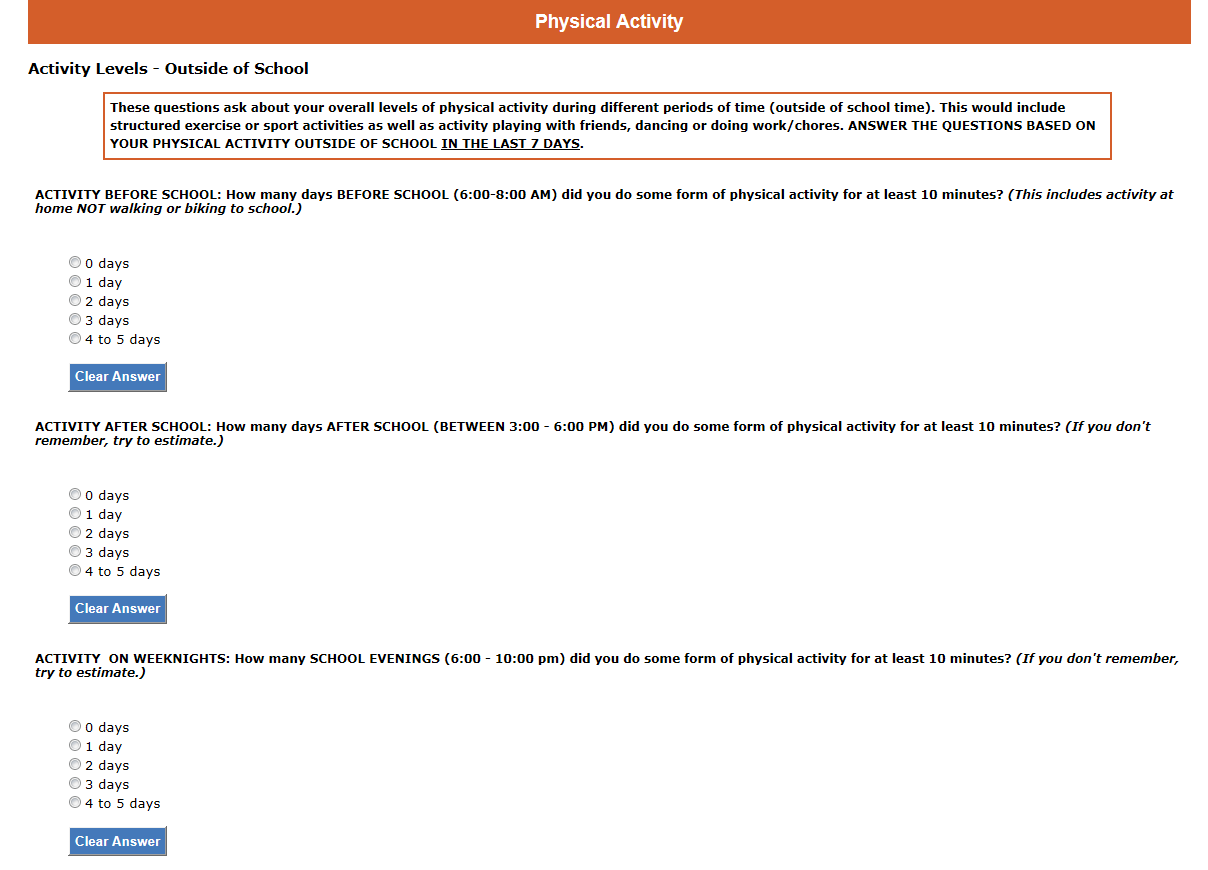 Physical Activity
Activity Levels - Outside of School
These questions ask about your overall levels of physical activity during different periods of time (outside of school time). This would include
structured exercise or sport activities as well as activity playing with friends, dancing or doing work/chores. ANSWER THE QUESTIONS BASED ON
YOUR PHYSICAL ACTIVITY OUTSIDE OF SCHOOL IN THE LAST 7 DAYS.
ACTIVITY BEFORE SCHOOL: How many days BEFORE SCHOOL (6:00-8:00 AM) did you do some form of physical activity for at least 10 minutes? (This includes activity at
home NOT walking or biking to school.)
0 days
1 day
2 days
3 days
4 to 5 days
Clear Answer
ACTIVITY AFTER SCHOOL: How many days AFTER SCHOOL (BETWEEN 3:00 - 6:00 PM) did you do some form of physical activity for at least 10 minutes? (If you don't
remember, try to estimate.)
0 days
1 day
2 days
3 days
4 to 5 days
Clear Answer
ACTIVITY  ON WEEKNIGHTS: How many SCHOOL EVENINGS (6:00 - 10:00 pm) did you do some form of physical activity for at least 10 minutes? (If you don't remember,
try to estimate.)
0 days
1 day
2 days
3 days
4 to 5 days
Clear Answer